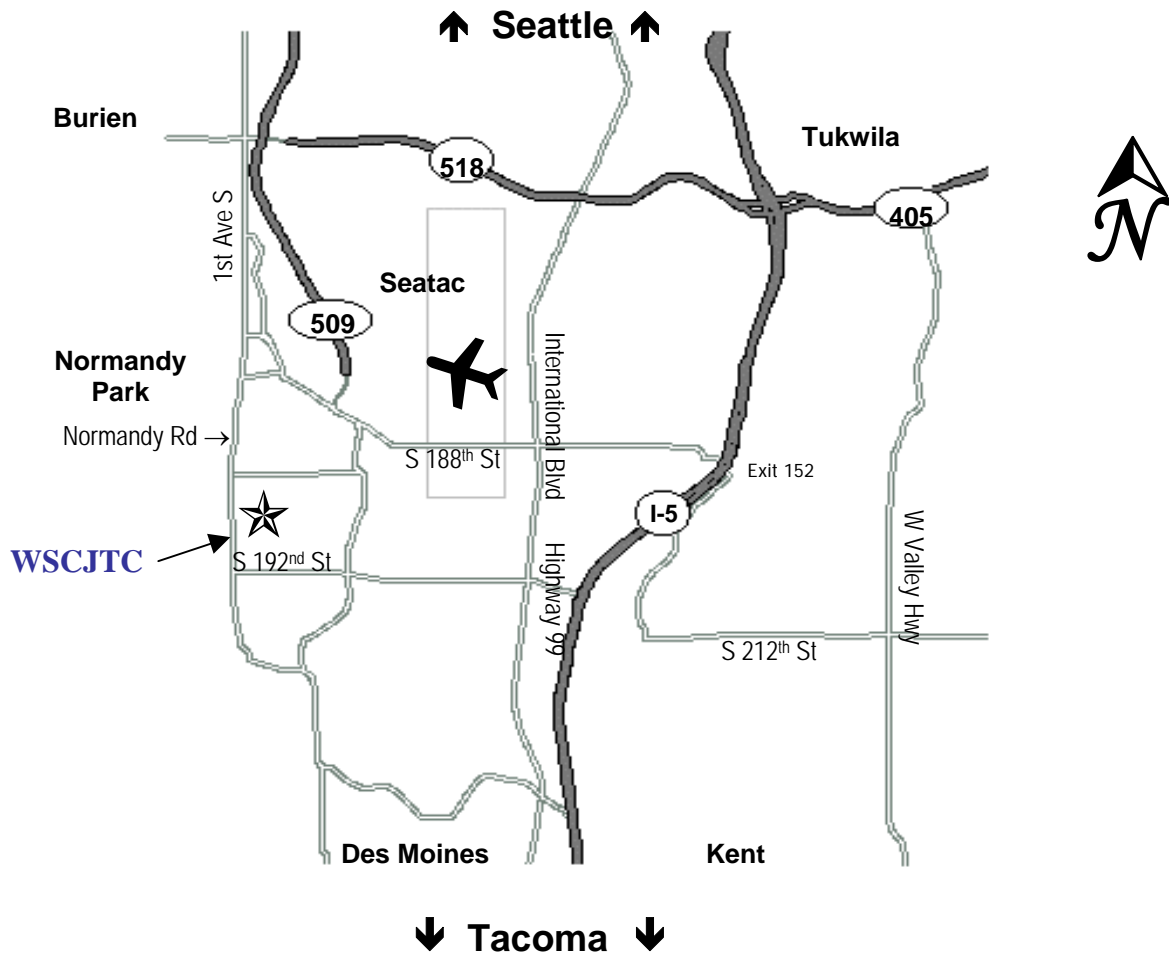 ↑ Seattle ↑
Burien
Tukwila
518
405
N
1st Ave S
Seatac
509
International Blvd
Normandy
Park
Normandy Rd →
S 188th St
Exit 152
I-5
WSCJTC
S 192nd St
Highway 99
W Valley Hwy
S 212th St
Des Moines
Kent
↓ Tacoma ↓